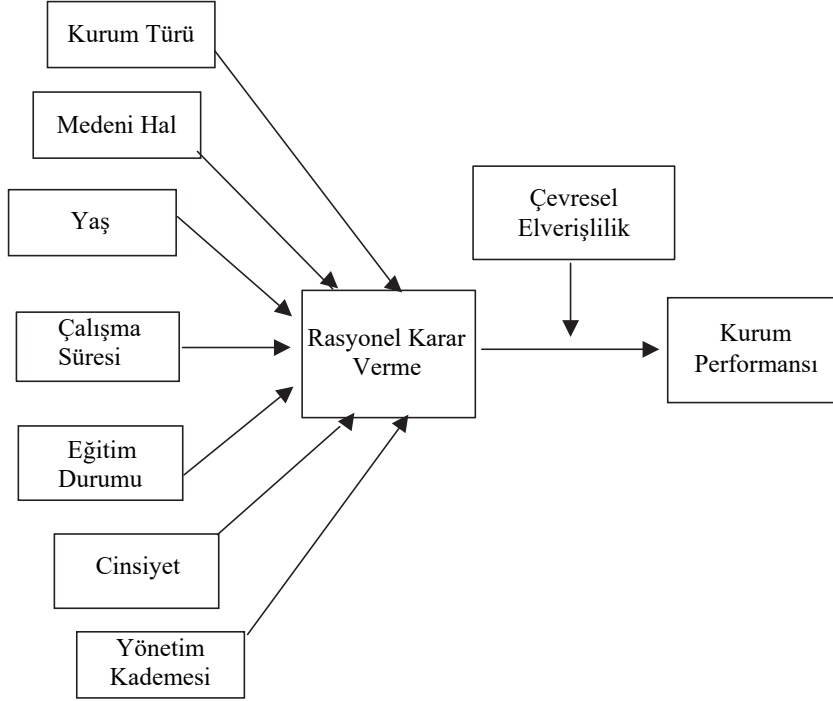 Kurum Türü
Medeni Hal
Yaş
Çalışma
Süresi
Eğitim
Durumu
Cinsiyet
Yönetim
Kademesi
Rasyonel Karar
Verme
Çevresel
Elverişlilik
Kurum
Performansı